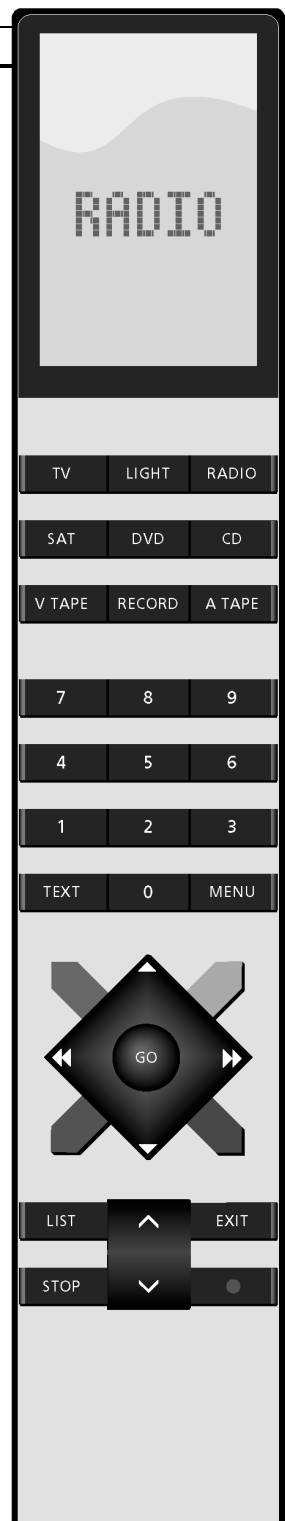 RADIO
TV LIGHT RADIO
SAT DVD CD
V TAPE RECORD A TAPE
7 8 9
4 5 6
1 2 3
TEXT 0 MENU
GO
LIST EXIT
STOP